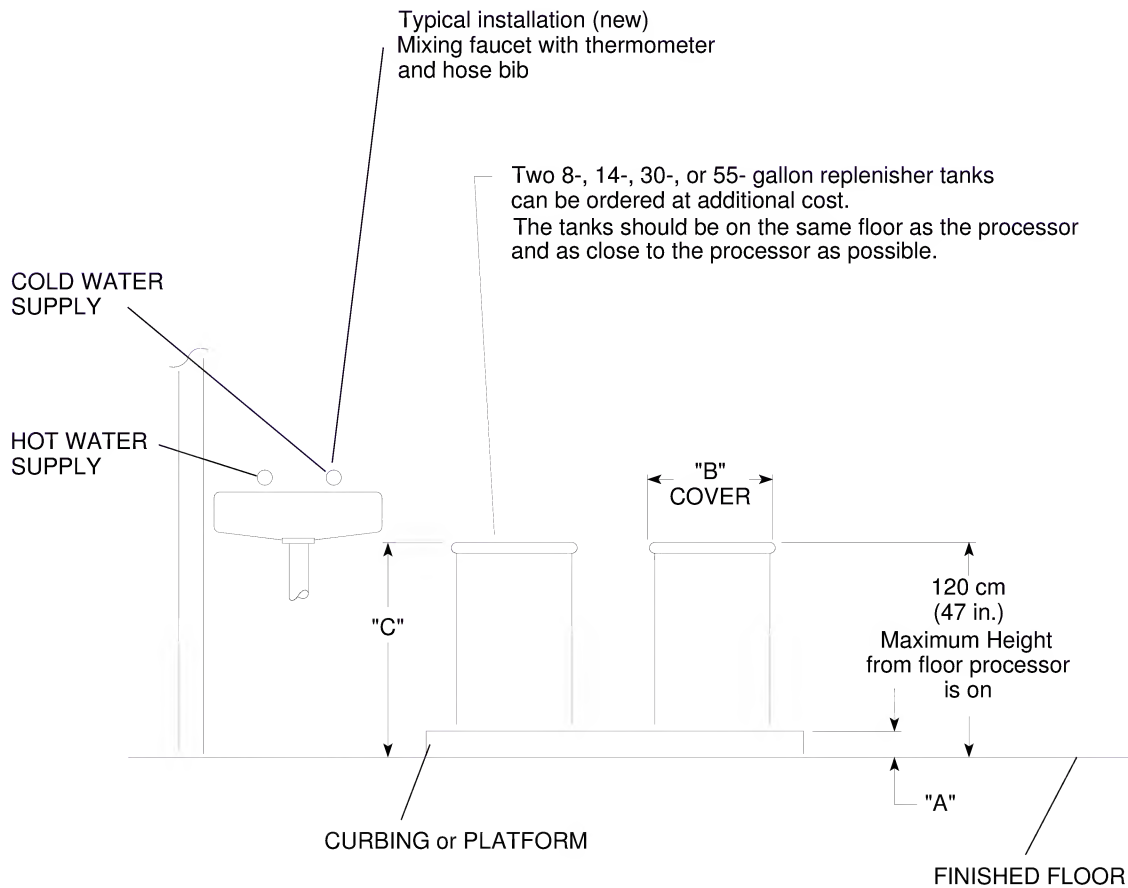 Typical installation (new)
Mixing faucet with thermometer
and hose bib
Two 8-, 14-, 30-, or 55- gallon replenisher tanks
can be ordered at additional cost.
The tanks should be on the same floor as the processor
and as close to the processor as possible.
COLD WATER
SUPPLY
HOT WATER
SUPPLY
"B"
COVER
"C"
120 cm
(47 in.)
Maximum Height
from floor processor
is on
"A"
CURBING or PLATFORM
FINISHED FLOOR